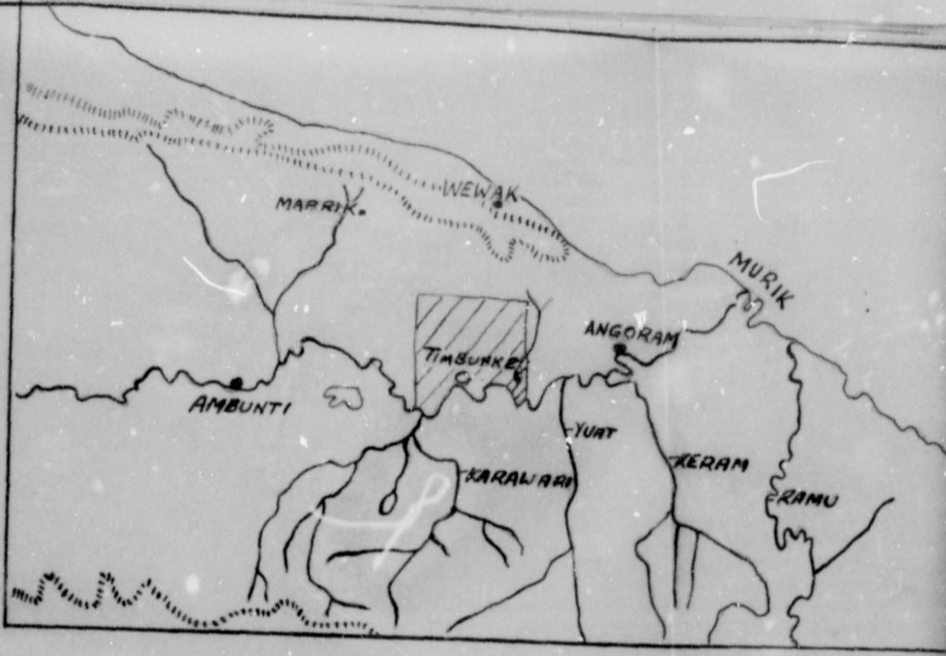 WEWAK
MARRIK
MURIK
ANGORAM
TIMBUNKE
AMBUNTI
YUAT
KARAWARI
KERAM
RAMU